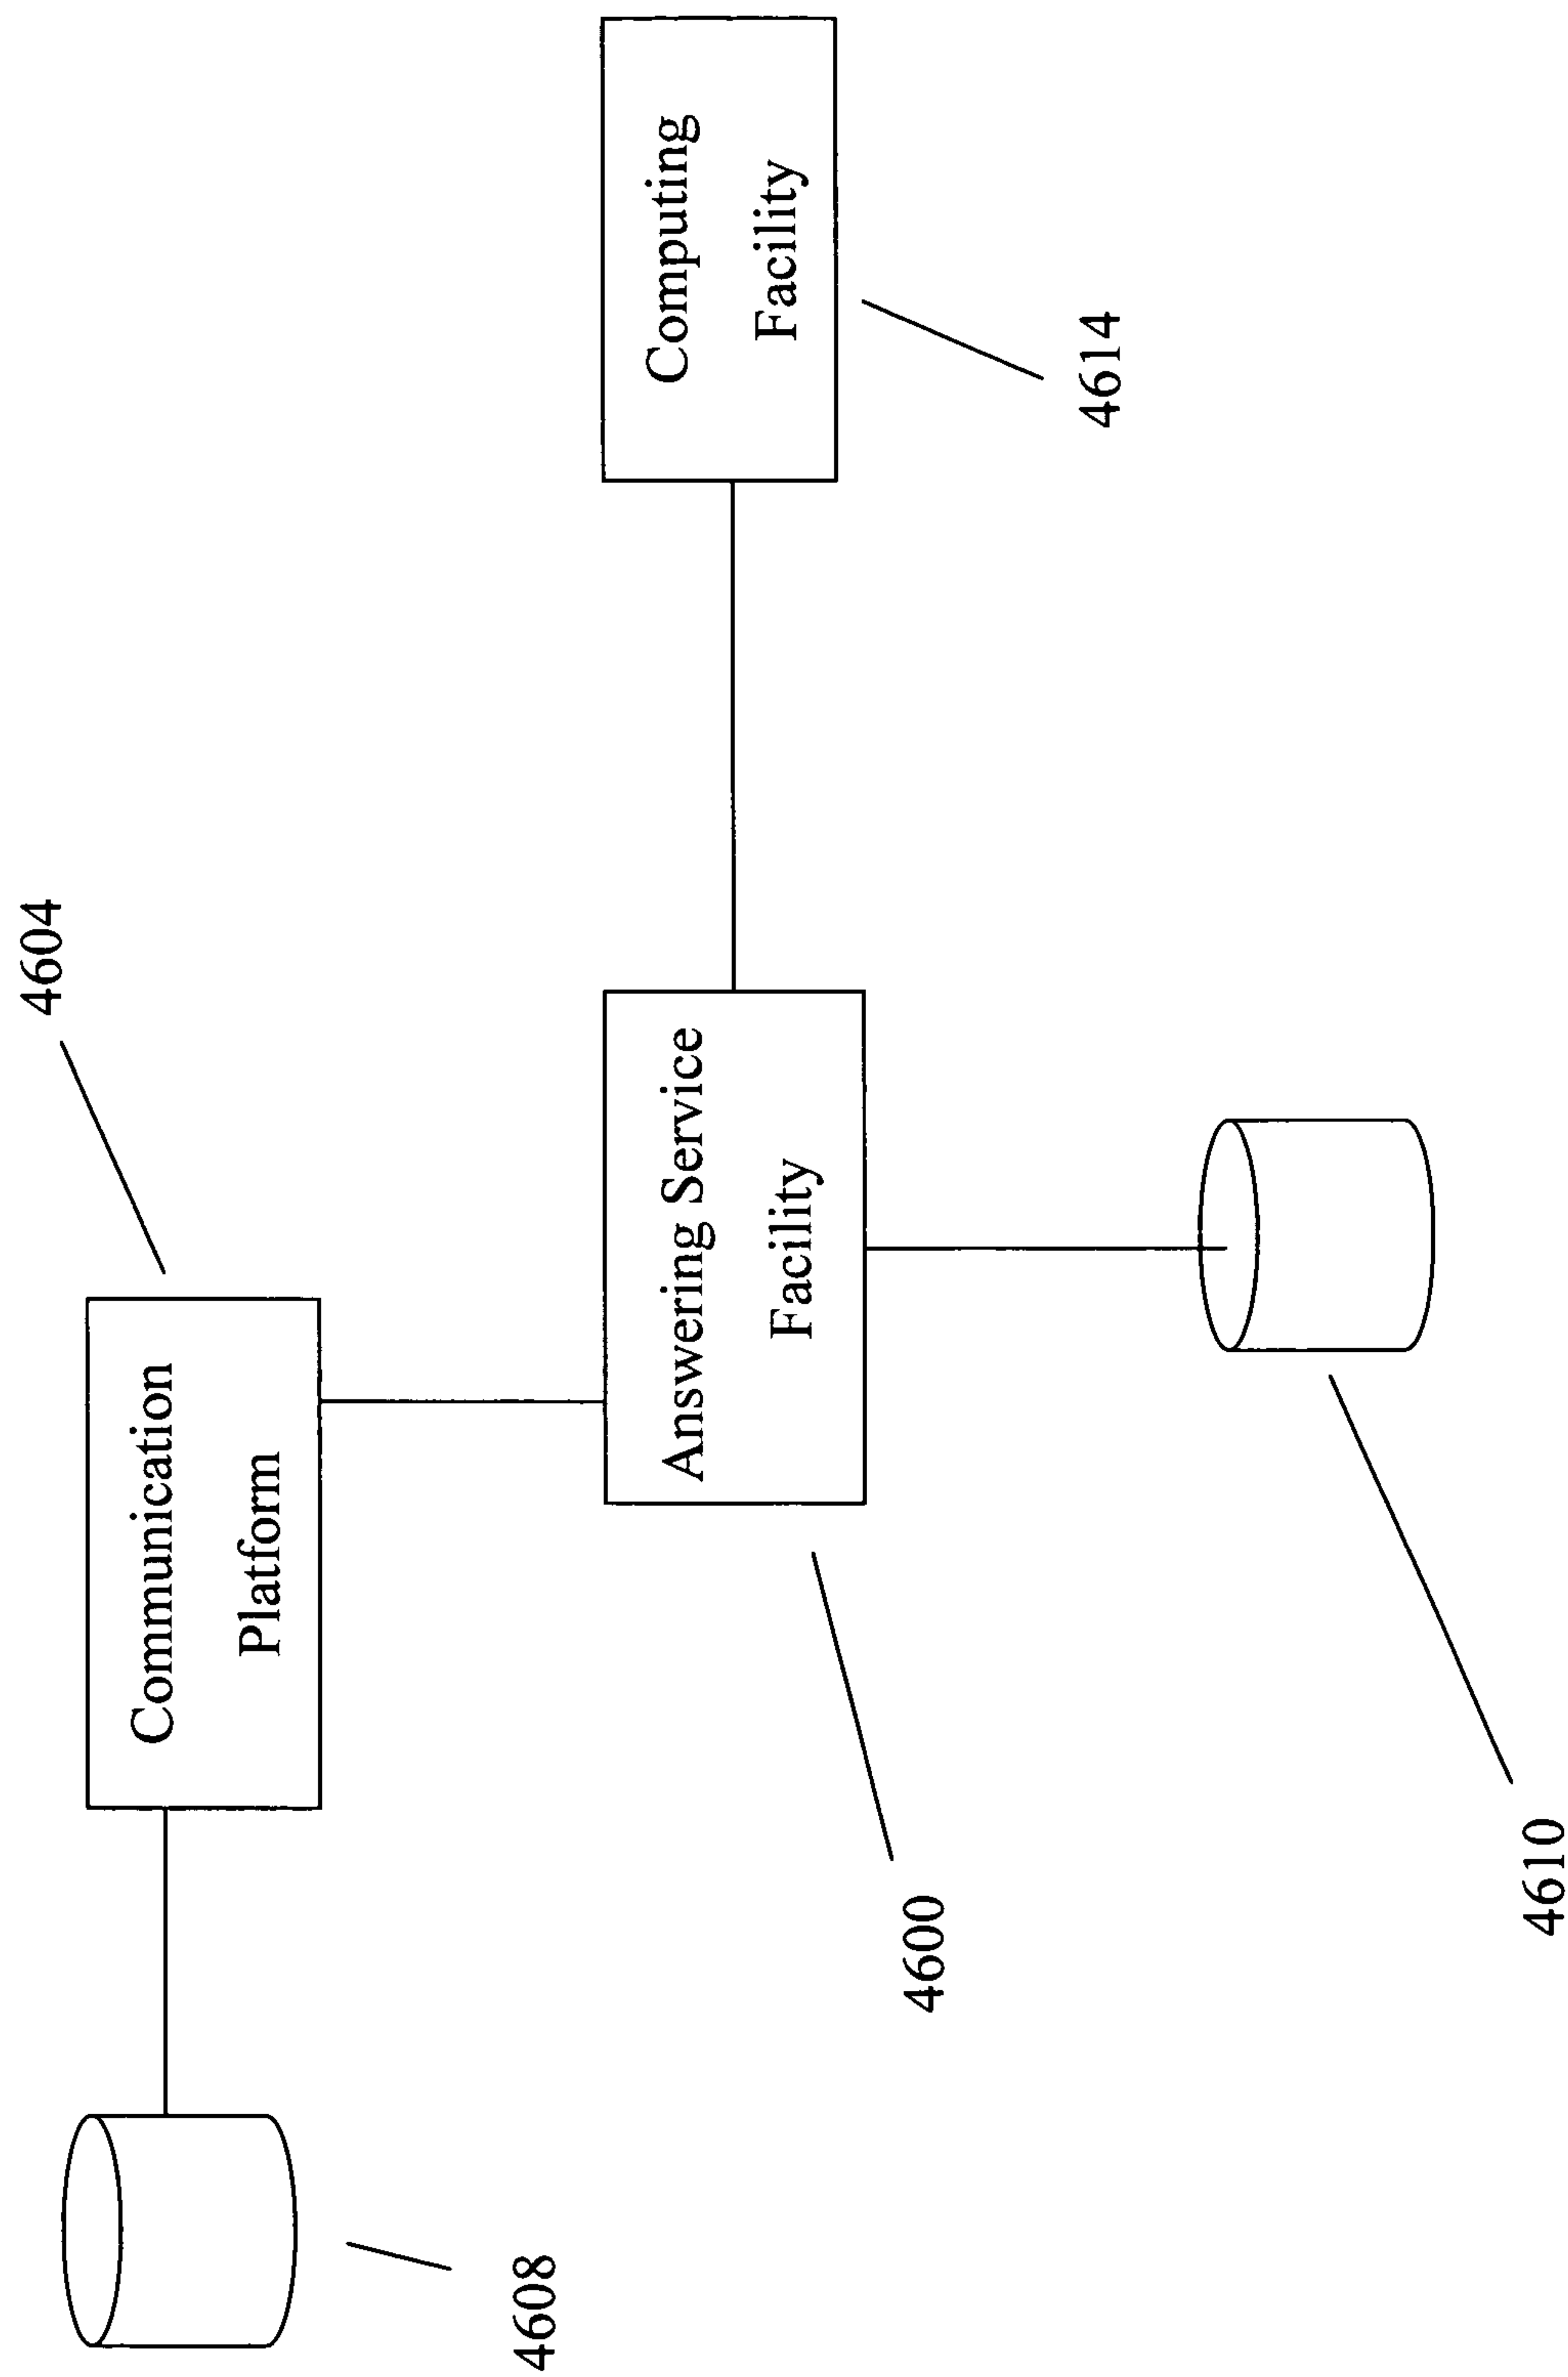 4608
Communication
Platform
4604
4600
Answering Service
Facility
4610
Computing
Facility
4614